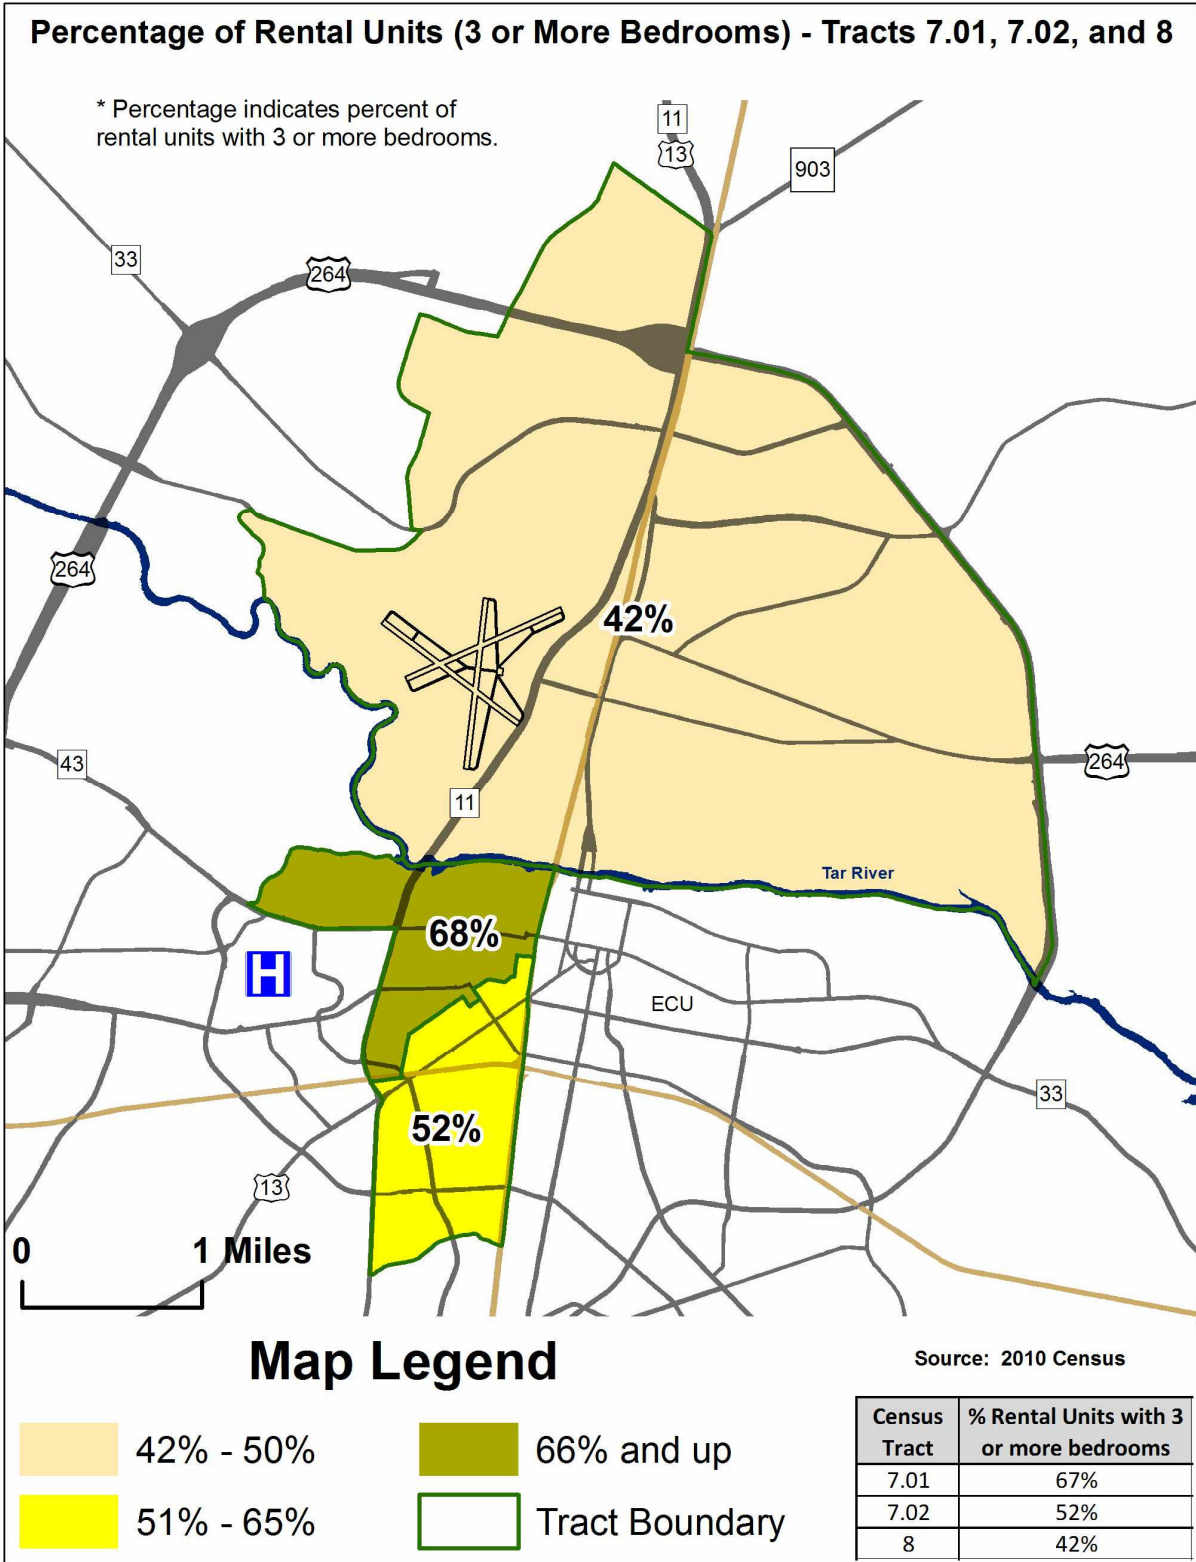 Percentage of Rental Units (3 or More Bedrooms) - Tracts 7.01, 7.02, and 8
* Percentage indicates percent of
rental units with 3 or more bedrooms.
11
13
903
33
264
264
42%
43
264
11
Tar River
68%
H
ECU
33
52%
13
0 1 Miles
Map Legend
Source: 2010 Census
42% - 50%
66% and up
51% - 65%
Tract Boundary
Census Tract % Rental Units with 3 or more bedrooms
7.01 67%
7.02 52%
8 42%